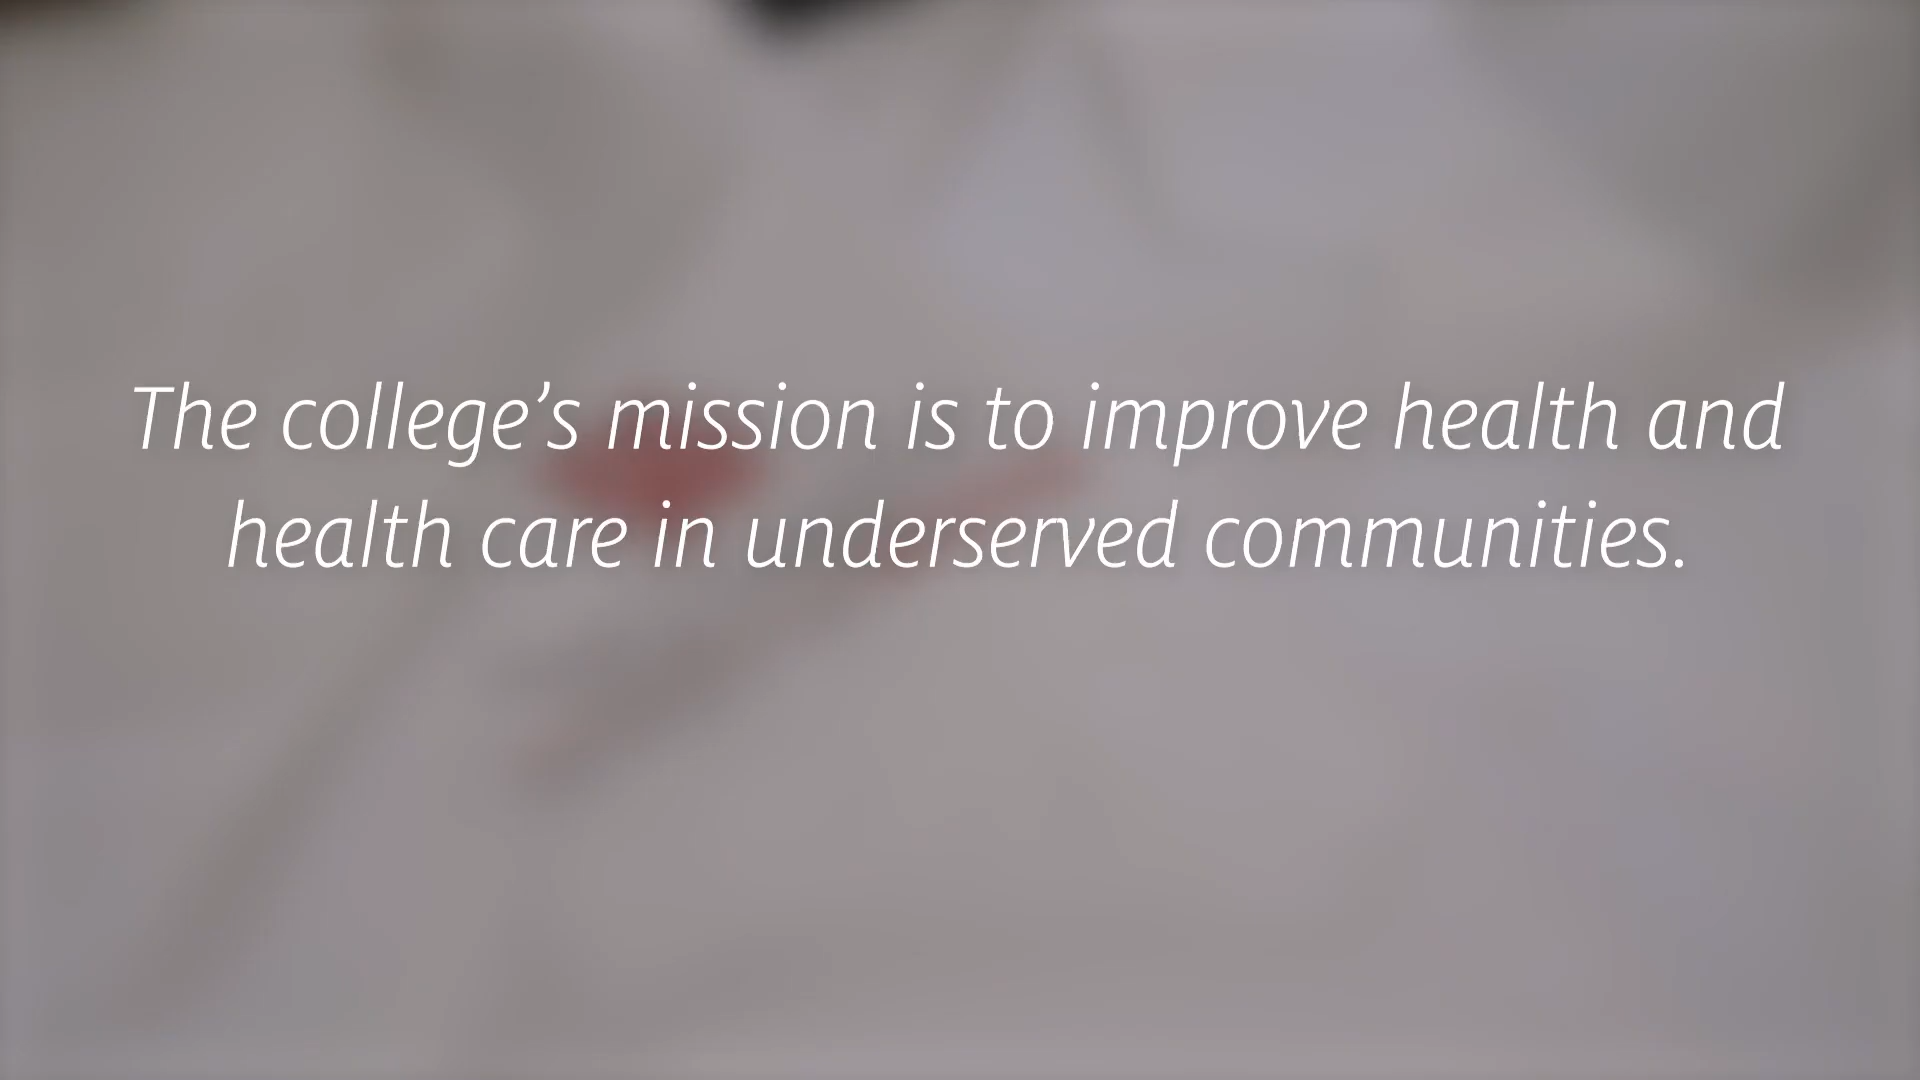 The college’s mission is to improve health and
health care in underserved communities.